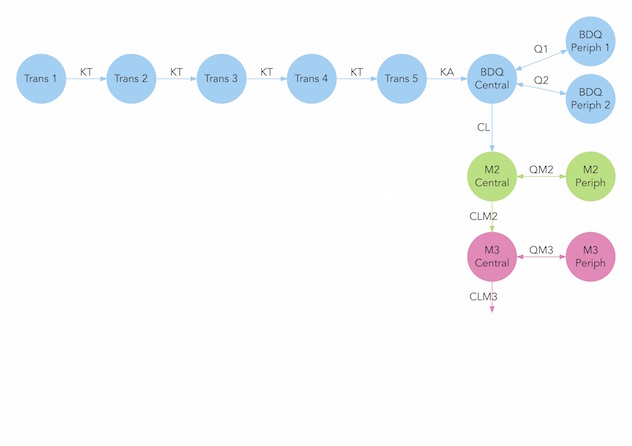 BDQ
Periph 1
Q1
Trans 1
KT
Trans 2
KT
Trans 3
KT
Trans 4
KT
Trans 5
KA
BDQ
Central
Q2
BDQ
Periph 2
CL
M2
Central
QM2
M2
Periph
CLM2
M3
Central
QM3
M3
Periph
CLM3